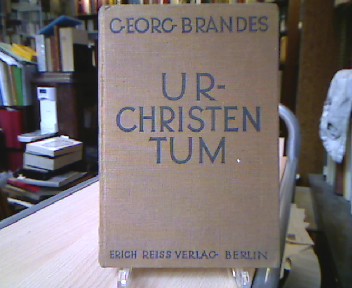 GEORG BRANDES
UR-
CHRISTEN
TUM
ERICH REISS VERLAG - BERLIN